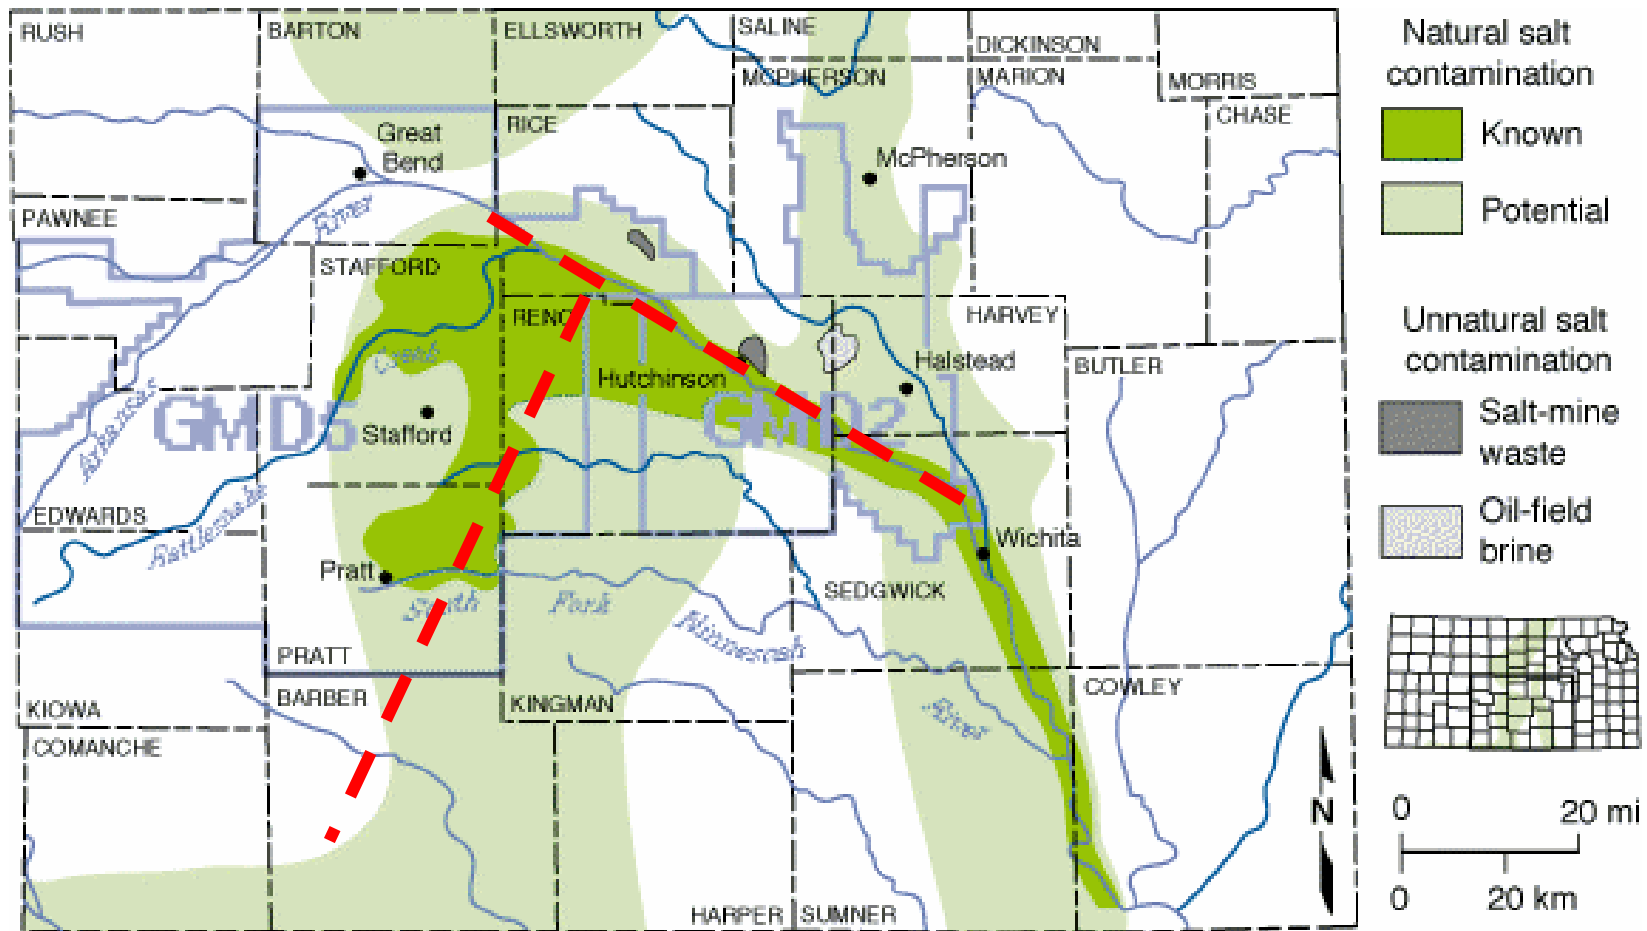 RUSH
BARTON
ELLSWORTH
SALINE
DICKINSON
MCPHERSON
MARION
MORRIS
CHASE
RICE
Great
Bend
McPherson
PAWNEE
River
STAFFORD
RENO
HARVEY
Creek
Hutchinson
Halstead
BUTLER
Arkansas
GMD5
Stafford
GMD2
EDWARDS
Rattlesnake
Wichita
Pratt
South
Fork
Ninnescah
SEDGWICK
PRATT
BARBER
KINGMAN
River
COWLEY
KIOWA
COMANCHE
HARPER
SUMNER
Natural salt
contamination
Known
Potential
Unnatural salt
contamination
Salt-mine
waste
Oil-field
brine
N
0 20 mi
0 20 km